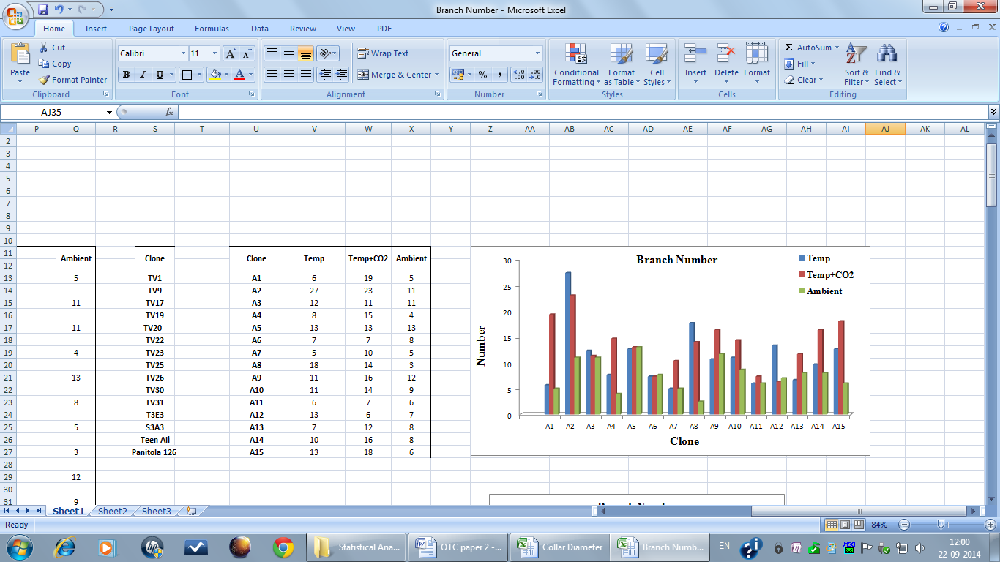 Branch Number - Microsoft Excel
Home Insert Page Layout Formulas Data Review View PDF
Paste Cut Copy Format Painter
Calibri 11
B I U A
Wrap Text
Merge & Center
General
% ,
Conditional Formatting Format as Table Cell Styles
Insert Delete Format
Σ AutoSum Fill Clear Sort & Filter Find & Select
Clipboard Font Alignment Number Styles Cells Editing
AJ35 fx
P Q R S T U V W X Y Z AA AB AC AD AE AF AG AH AI AJ AK AL
2
3
4
5
6
7
8
9
10
11
12
Ambient Clone Clone Temp Temp+CO2 Ambient
13 5 TV1 A1 6 19 5
14 TV9 A2 27 23 11
15 11 TV17 A3 12 11 11
16 TV19 A4 8 15 4
17 11 TV20 A5 13 13 13
18 TV22 A6 7 7 8
19 4 TV23 A7 5 10 5
20 TV25 A8 18 14 3
21 13 TV26 A9 11 16 12
22 TV30 A10 11 14 9
23 8 TV31 A11 6 7 6
24 T3E3 A12 13 6 7
25 5 S3A3 A13 7 12 8
26 Teen Ali A14 10 16 8
27 3 Panitola 126 A15 13 18 6
28
29 12
30
31 9
Branch Number
Temp
Temp+CO2
Ambient
Number
30
25
20
15
10
5
0
A1 A2 A3 A4 A5 A6 A7 A8 A9 A10 A11 A12 A13 A14 A15
Clone
Sheet1 Sheet2 Sheet3
Ready 84%
Statistical Ana... OTC paper 2 -... Collar Diameter Branch Numb... EN MSG 12:00
22-09-2014